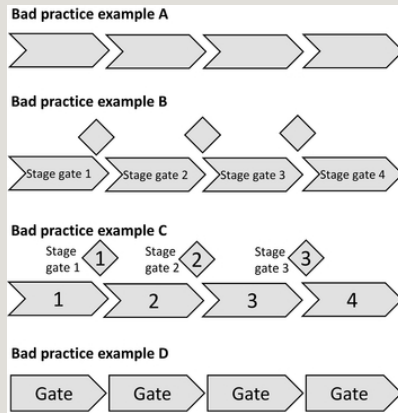 Bad practice example A
Bad practice example B
Stage gate 1 Stage gate 2 Stage gate 3 Stage gate 4
Bad practice example C
Stage gate 1 1 Stage gate 2 2 Stage gate 3 3
1 2 3 4
Bad practice example D
Gate Gate Gate Gate